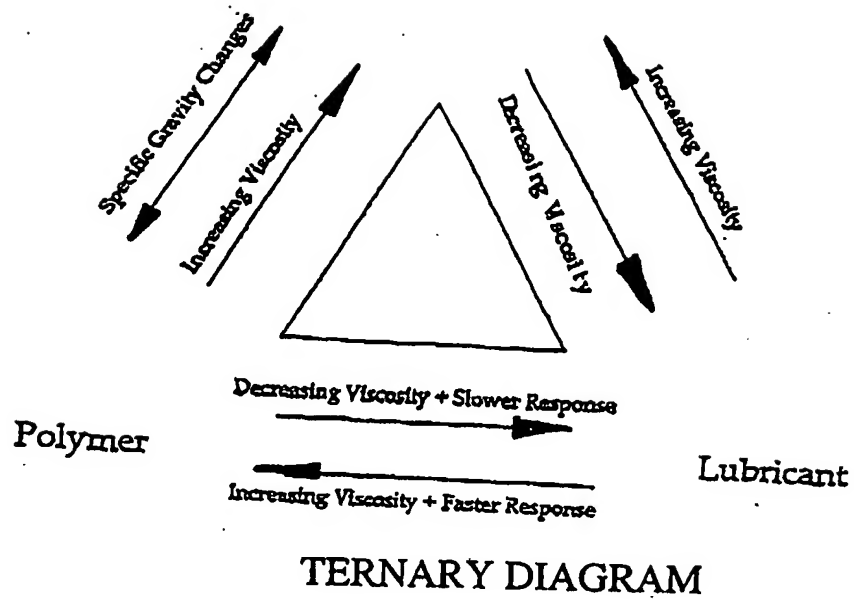 Specific Gravity Changes
Increasing Viscosity
Decreasing Viscosity
Increasing Viscosity
Decreasing Viscosity + Slower Response
Polymer
Lubricant
Increasing Viscosity + Faster Response
TERNARY DIAGRAM